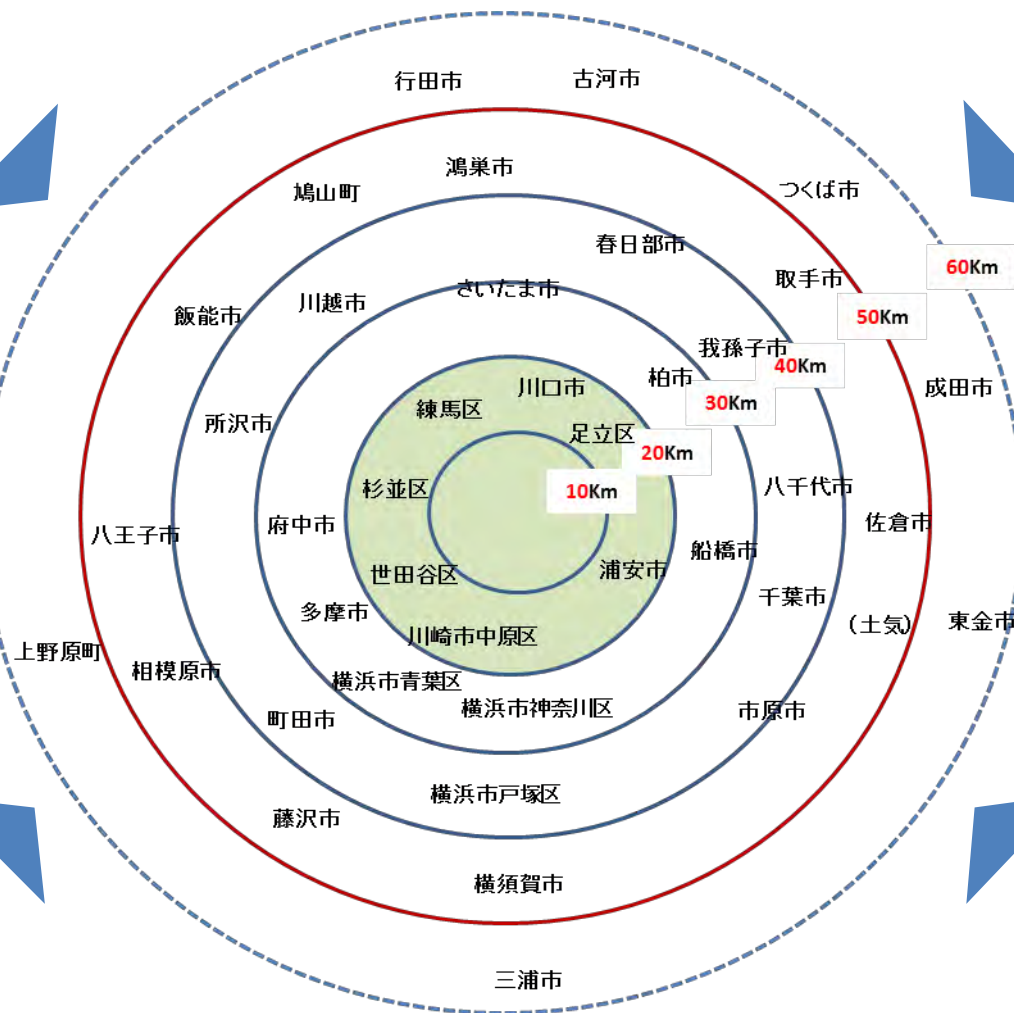 行田市
古河市
鴻巣市
鳩山町
つくば市
春日部市
60Km
取手市
さいたま市
川越市
飯能市
50Km
我孫子市
40Km
柏市
川口市
成田市
30Km
練馬区
所沢市
足立区
20Km
杉並区
10Km
八千代市
府中市
佐倉市
八王子市
船橋市
浦安市
世田谷区
千葉市
多摩市
東金市
(土気)
川崎市中原区
上野原町
相模原市
横浜市青葉区
横浜市神奈川区
市原市
町田市
横浜市戸塚区
藤沢市
横須賀市
三浦市